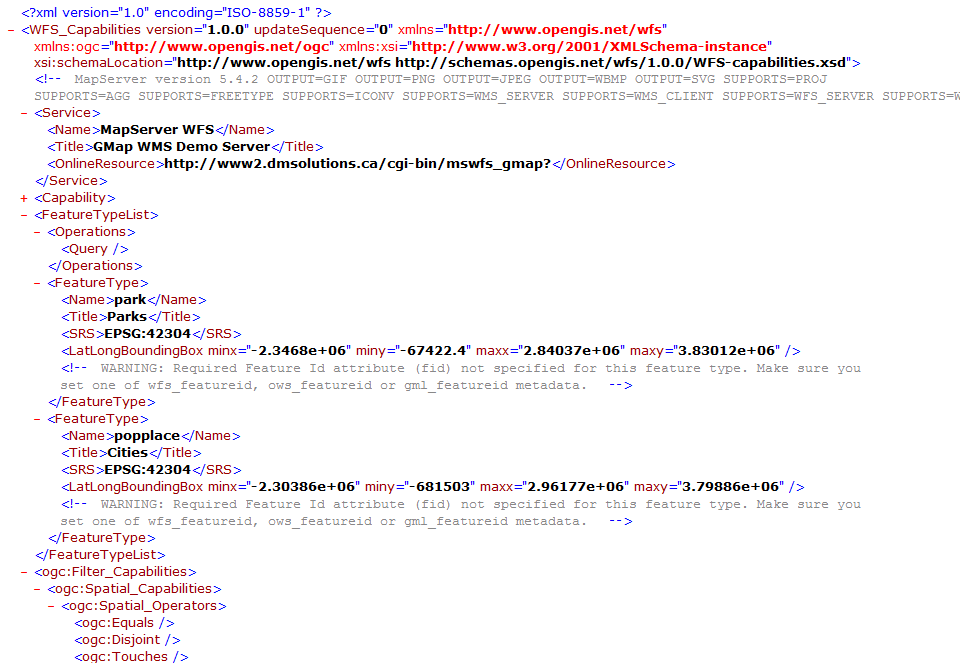 <?xml version="1.0" encoding="ISO-8859-1" ?>
- <WFS_Capabilities version="1.0.0" updateSequence="0" xmlns="http://www.opengis.net/wfs"
xmlns:ogc="http://www.opengis.net/ogc" xmlns:xsi="http://www.w3.org/2001/XMLSchema-instance"
xsi:schemaLocation="http://www.opengis.net/wfs http://schemas.opengis.net/wfs/1.0.0/WFS-capabilities.xsd">
<!-- MapServer version 5.4.2 OUTPUT=GIF OUTPUT=PNG OUTPUT=JPEG OUTPUT=WBMP OUTPUT=SVG SUPPORTS=PROJ
SUPPORTS=AGG SUPPORTS=FREETYPE SUPPORTS=ICONV SUPPORTS=WMS_SERVER SUPPORTS=WMS_CLIENT SUPPORTS=WFS_SERVER SUPPORTS=W
- <Service>
<Name>MapServer WFS</Name>
<Title>GMap WMS Demo Server</Title>
<OnlineResource>http://www2.dmsolutions.ca/cgi-bin/mswfs_gmap?</OnlineResource>
</Service>
+ <Capability>
- <FeatureTypeList>
- <Operations>
<Query />
</Operations>
- <FeatureType>
<Name>park</Name>
<Title>Parks</Title>
<SRS>EPSG:42304</SRS>
<LatLongBoundingBox minx="-2.3468e+06" miny="-67422.4" maxx="2.84037e+06" maxy="3.83012e+06" />
<!-- WARNING: Required Feature Id attribute (fid) not specified for this feature type. Make sure you
set one of wfs_featureid, ows_featureid or gml_featureid metadata. -->
</FeatureType>
- <FeatureType>
<Name>popplace</Name>
<Title>Cities</Title>
<SRS>EPSG:42304</SRS>
<LatLongBoundingBox minx="-2.30386e+06" miny="-681503" maxx="2.96177e+06" maxy="3.79886e+06" />
<!-- WARNING: Required Feature Id attribute (fid) not specified for this feature type. Make sure you
set one of wfs_featureid, ows_featureid or gml_featureid metadata. -->
</FeatureType>
</FeatureTypeList>
- <ogc:Filter_Capabilities>
- <ogc:Spatial_Capabilities>
- <ogc:Spatial_Operators>
<ogc:Equals />
<ogc:Disjoint />
<ogc:Touches />